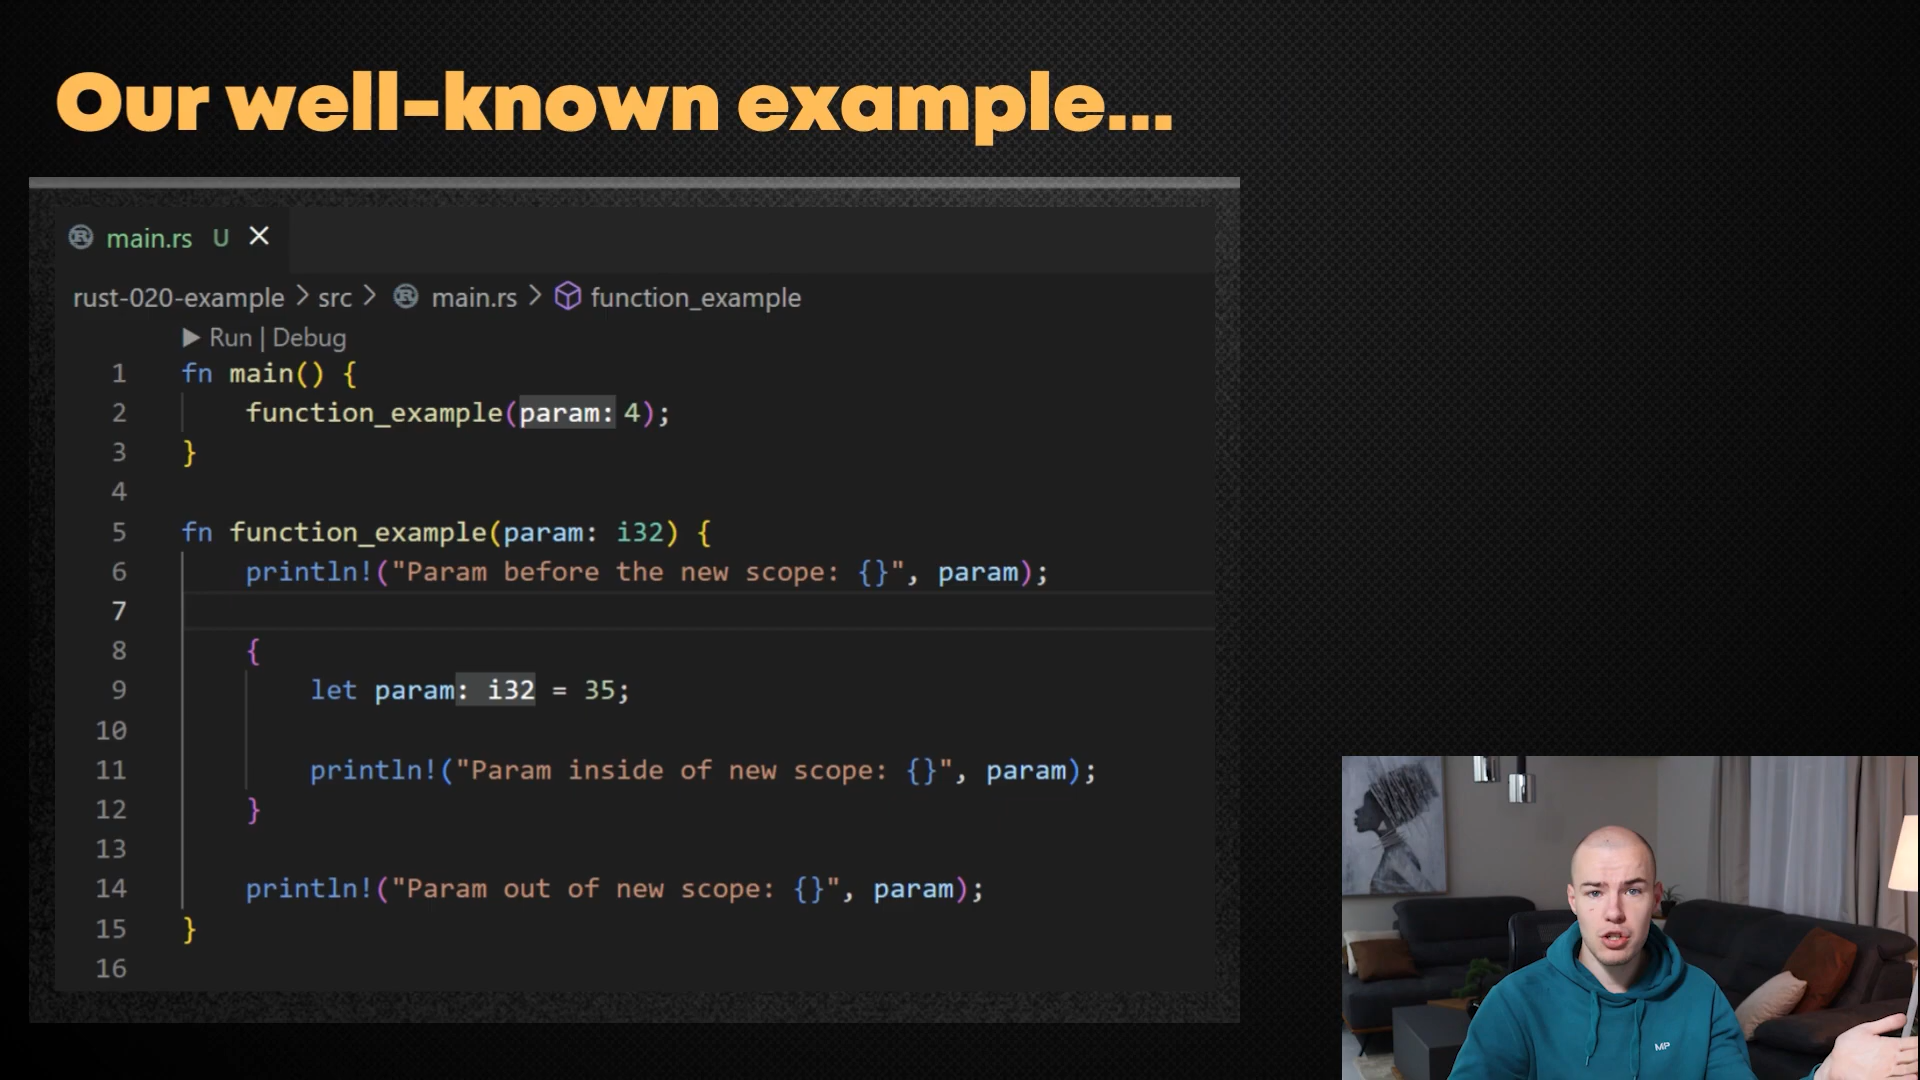 Our well-known example...
main.rs U ×
rust-020-example > src > main.rs > function_example
▶ Run | Debug
1 fn main() {
2     function_example(param: 4);
3 }
4
5 fn function_example(param: i32) {
6     println!("Param before the new scope: {}", param);
7
8     {
9         let param: i32 = 35;
10
11         println!("Param inside of new scope: {}", param);
12     }
13
14     println!("Param out of new scope: {}", param);
15 }
16
MP